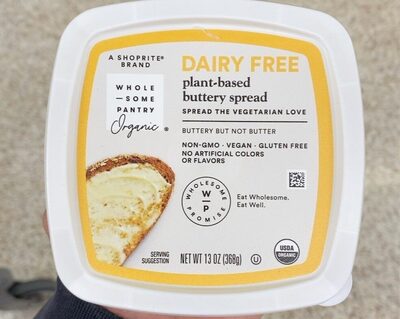 A SHOPRITE®
BRAND
WHOLE
—SOME
PANTRY
Organic ®
DAIRY FREE
plant-based
buttery spread
SPREAD THE VEGETARIAN LOVE
BUTTERY BUT NOT BUTTER
NON-GMO • VEGAN • GLUTEN FREE
NO ARTIFICIAL COLORS
OR FLAVORS
WHOLESOME
W
P
PROMISE
Eat Wholesome.
Eat Well.
SERVING
SUGGESTION
NET WT 13 OZ (368g)
U
USDA
ORGANIC